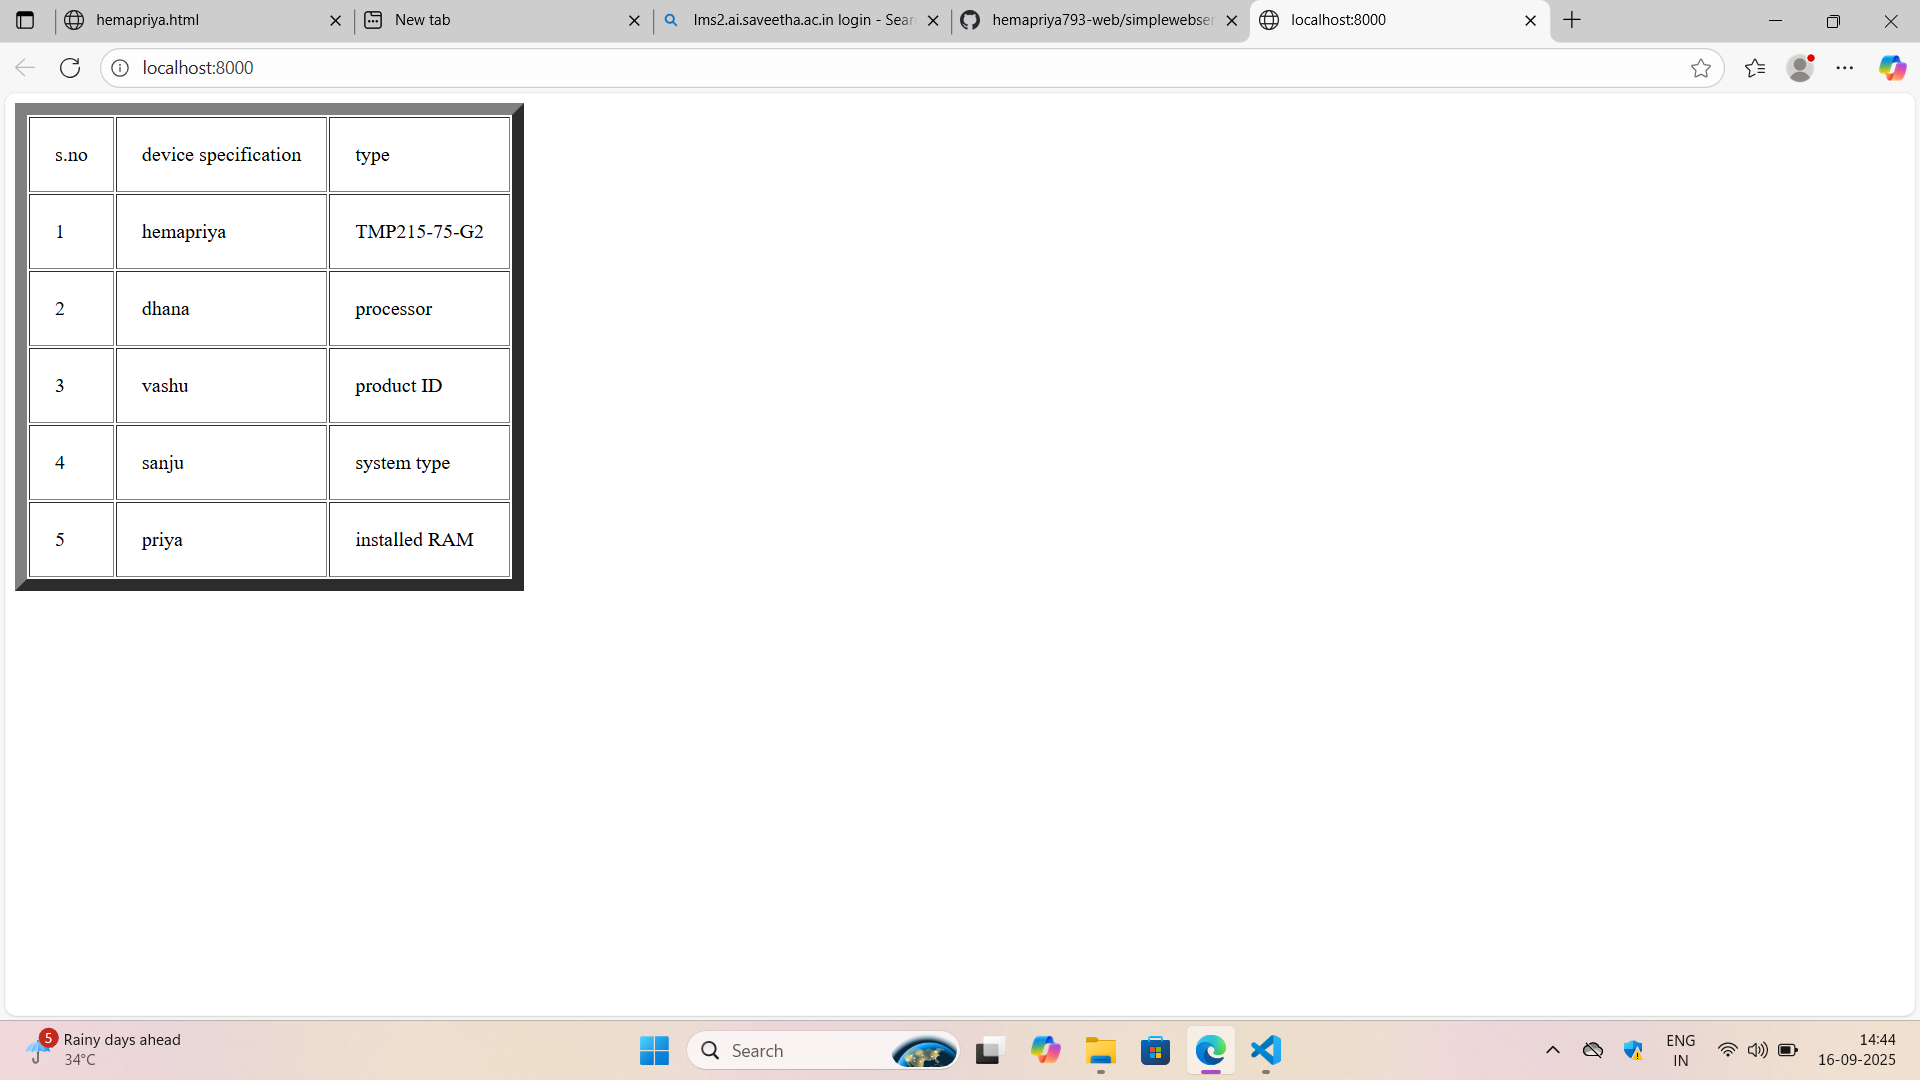 hemapriya.html
New tab
lms2.ai.saveetha.ac.in login - Sear
hemapriya793-web/simplewebser
localhost:8000
localhost:8000
s.no device specification type
1 hemapriya TMP215-75-G2
2 dhana processor
3 vashu product ID
4 sanju system type
5 priya installed RAM
5
Rainy days ahead
34°C
Search
ENG
IN
14:44
16-09-2025